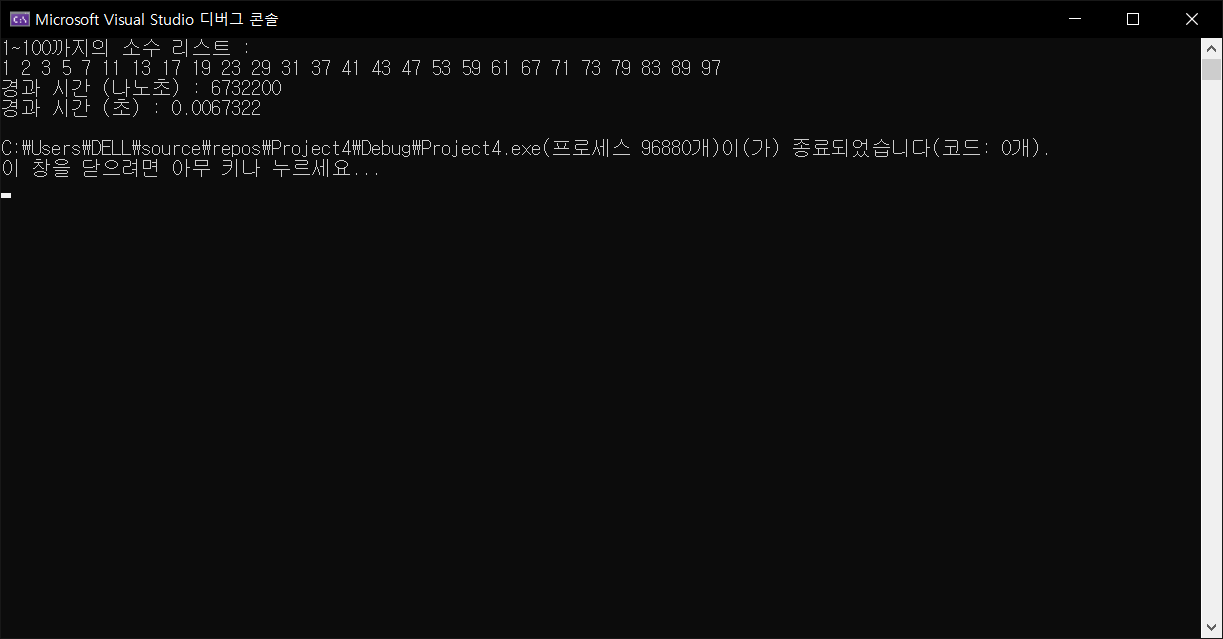 Microsoft Visual Studio 디버그 콘솔
1~100까지의 소수 리스트 :
1 2 3 5 7 11 13 17 19 23 29 31 37 41 43 47 53 59 61 67 71 73 79 83 89 97
경과 시간 (나노초) : 6732200
경과 시간 (초) : 0.0067322
C:₩Users₩DELL₩source₩repos₩Project4₩Debug₩Project4.exe(프로세스 96880개)이(가) 종료되었습니다(코드: 0개).
이 창을 닫으려면 아무 키나 누르세요...